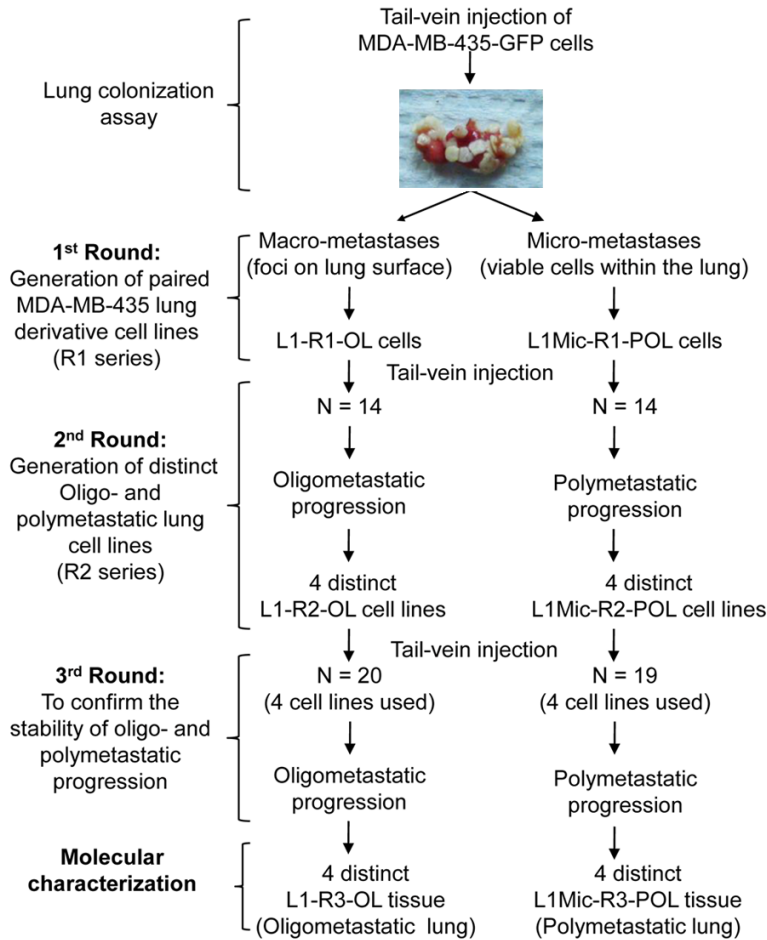 Tail-vein injection of
MDA-MB-435-GFP cells
Lung colonization
assay
1st Round:
Generation of paired
MDA-MB-435 lung
derivative cell lines
(R1 series)
Macro-metastases
(foci on lung surface)
Micro-metastases
(viable cells within the lung)
L1-R1-OL cells
L1Mic-R1-POL cells
Tail-vein injection
2nd Round:
Generation of distinct
Oligo- and
polymetastatic lung
cell lines
(R2 series)
N = 14
N = 14
Oligometastatic
progression
Polymetastatic
progression
4 distinct
L1-R2-OL cell lines
4 distinct
L1Mic-R2-POL cell lines
Tail-vein injection
3rd Round:
To confirm the
stability of oligo- and
polymetastatic
progression
N = 20
(4 cell lines used)
N = 19
(4 cell lines used)
Oligometastatic
progression
Polymetastatic
progression
Molecular
characterization
4 distinct
L1-R3-OL tissue
(Oligometastatic lung)
4 distinct
L1Mic-R3-POL tissue
(Polymetastatic lung)